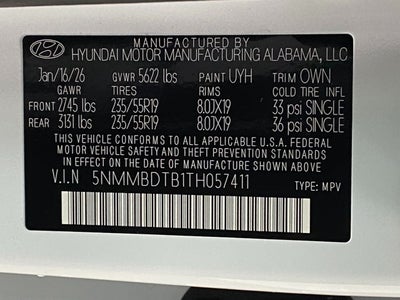 MANUFACTURED BY
HYUNDAI MOTOR MANUFACTURING ALABAMA, LLC
Jan/16/26 GVWR 5622 lbs PAINT UYH TRIM OWN
GAWR TIRES RIMS COLD TIRE INFL
FRONT 2745 lbs 235/55R19 8.0JX19 33 psi SINGLE
REAR 3131 lbs 235/55R19 8.0JX19 36 psi SINGLE
THIS VEHICLE CONFORMS TO ALL APPLICABLE U.S.A FEDERAL
MOTOR VEHICLE SAFETY, BUMPER, AND THEFT PREVENTION STANDARDS
IN EFFECT ON THE DATE OF MANUFACTURE SHOWN ABOVE.
V.I.N 5NMMBDTB1TH057411 TYPE: MPV